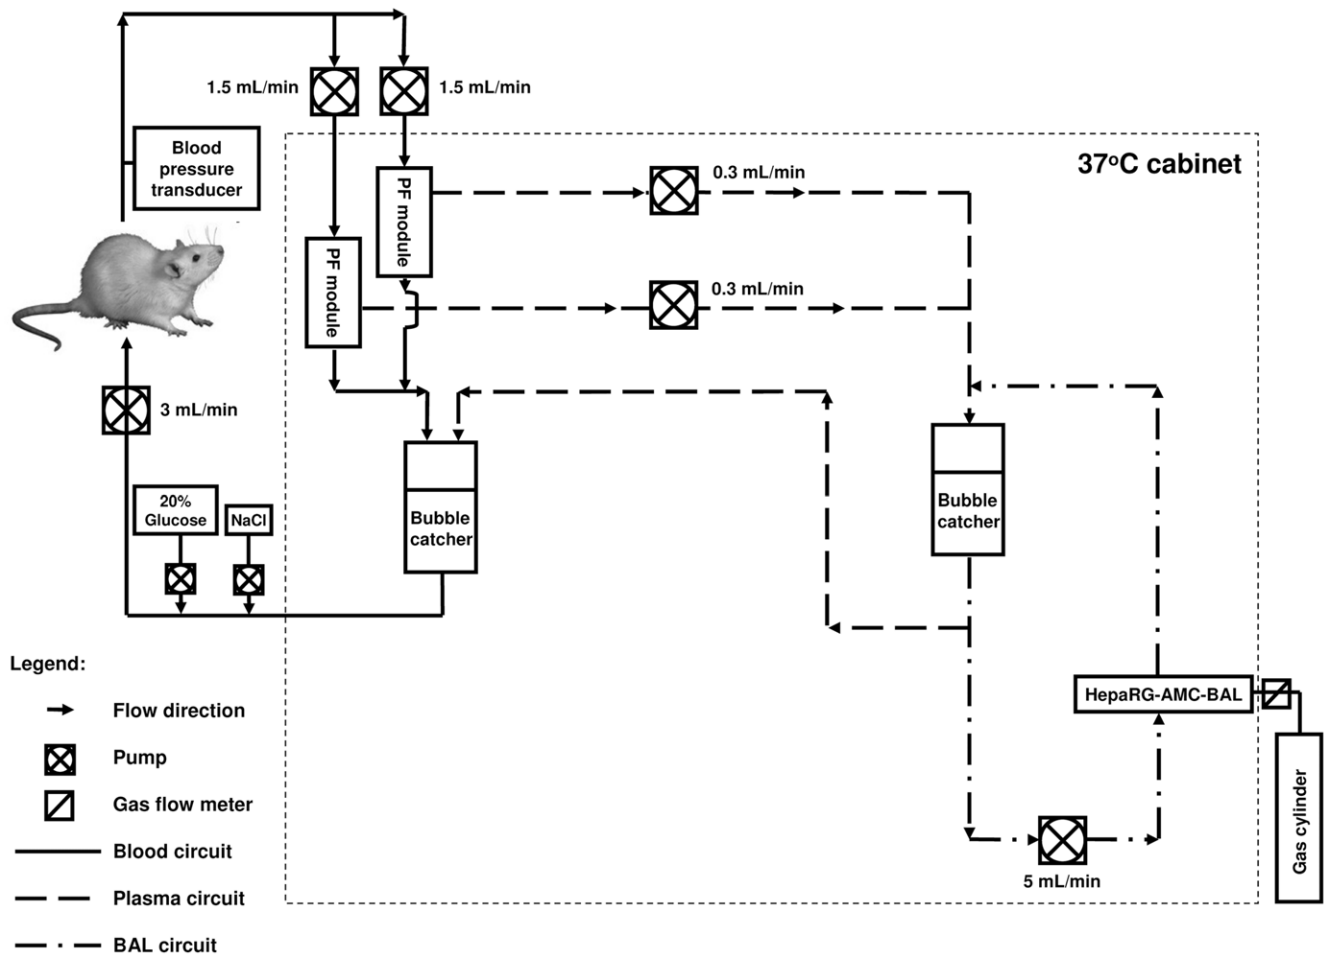 1.5 mL/min
1.5 mL/min
Blood
pressure
transducer
37°C cabinet
0.3 mL/min
PF module
PF module
0.3 mL/min
3 mL/min
20%
Glucose
NaCl
Bubble
catcher
Bubble
catcher
HepaRG-AMC-BAL
Gas cylinder
5 mL/min
Legend:
Flow direction
Pump
Gas flow meter
Blood circuit
Plasma circuit
BAL circuit